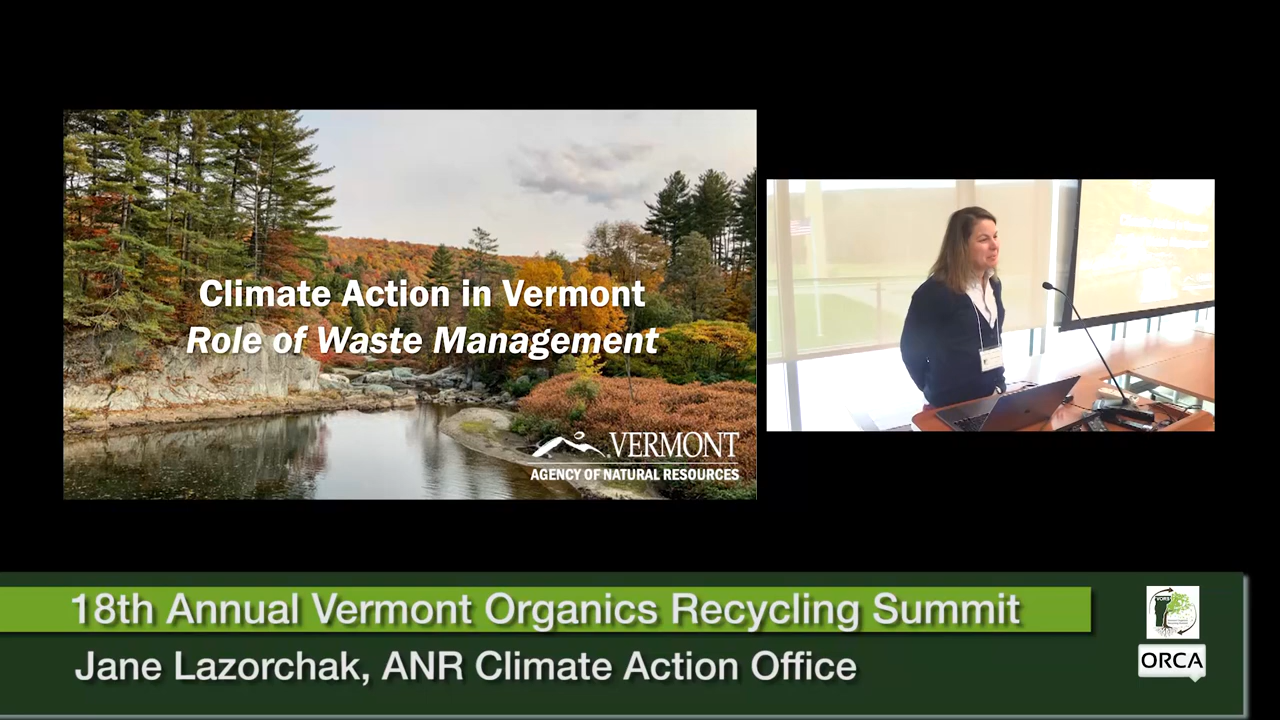 Climate Action in Vermont
Role of Waste Management
VERMONT
AGENCY OF NATURAL RESOURCES
18th Annual Vermont Organics Recycling Summit
Jane Lazorchak, ANR Climate Action Office
VORS
ORCA